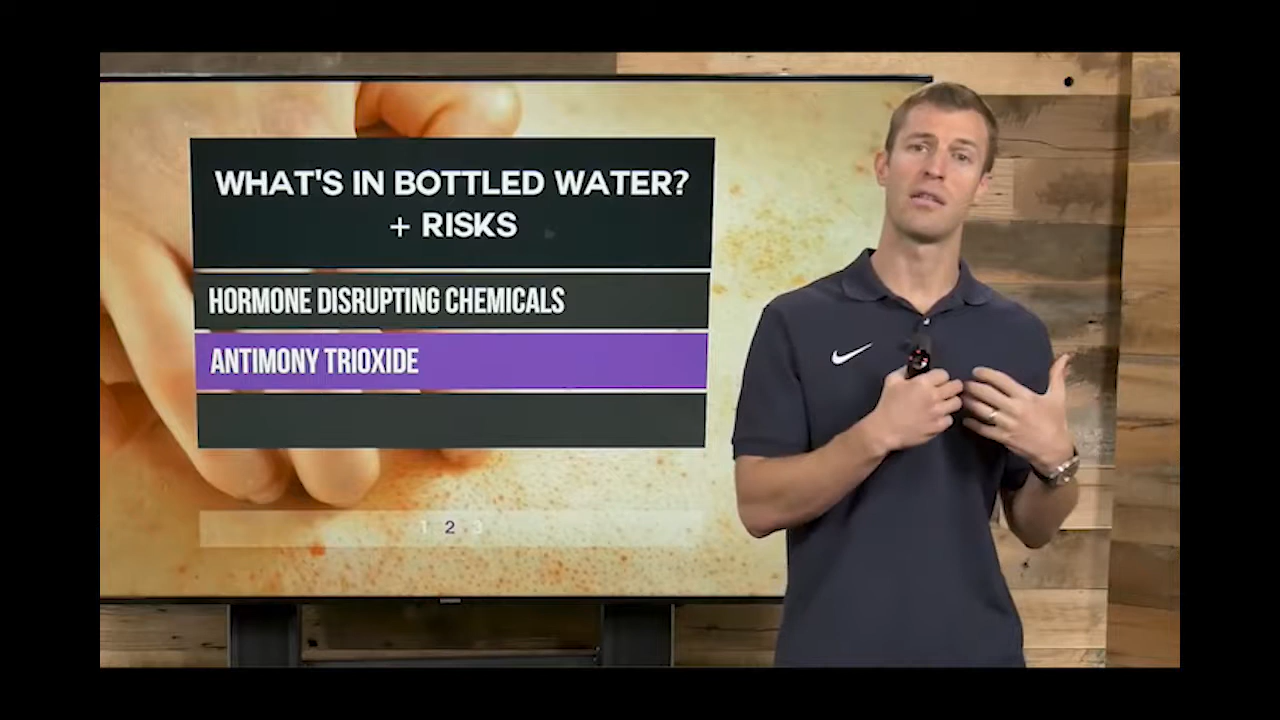 WHAT'S IN BOTTLED WATER?
+ RISKS
HORMONE DISRUPTING CHEMICALS
ANTIMONY TRIOXIDE
1 2 3